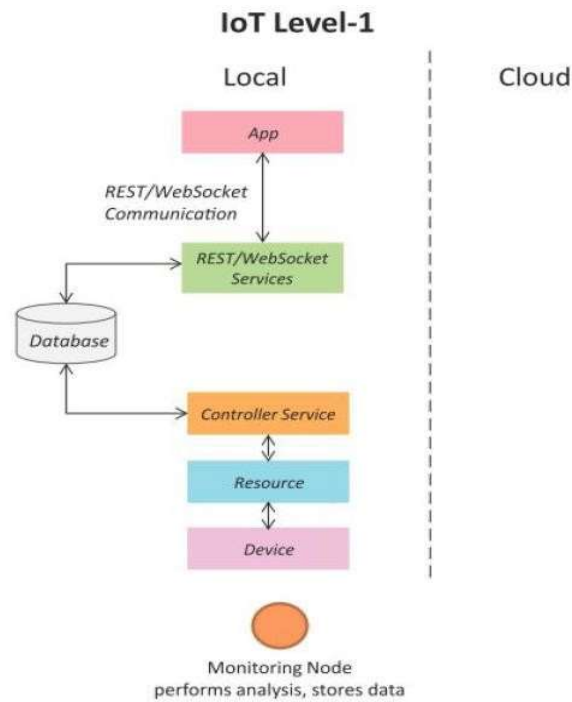 IoT Level-1
Local
Cloud
App
REST/WebSocket
Communication
REST/WebSocket
Services
Database
Controller Service
Resource
Device
Monitoring Node
performs analysis, stores data